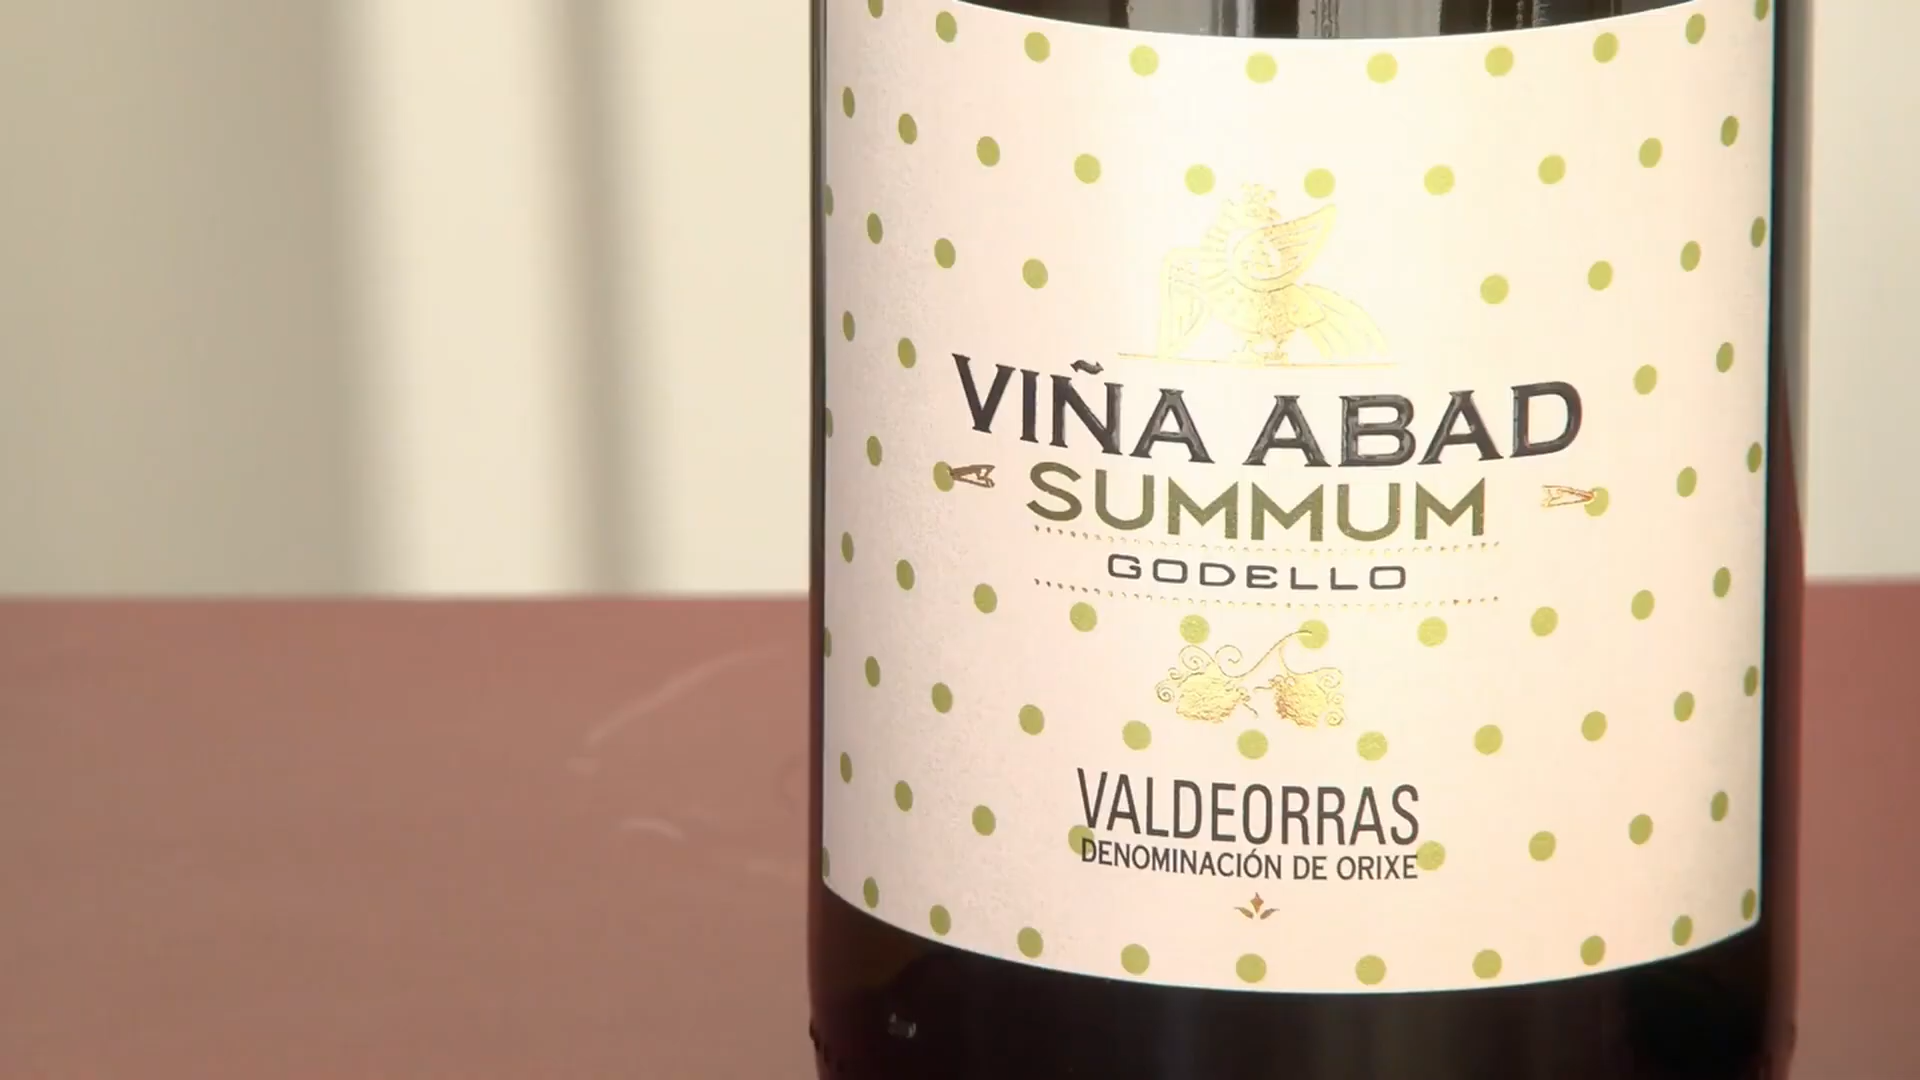 VIÑA ABAD
SUMMUM
GODELLO
VALDEORRAS
DENOMINACIÓN DE ORIXE